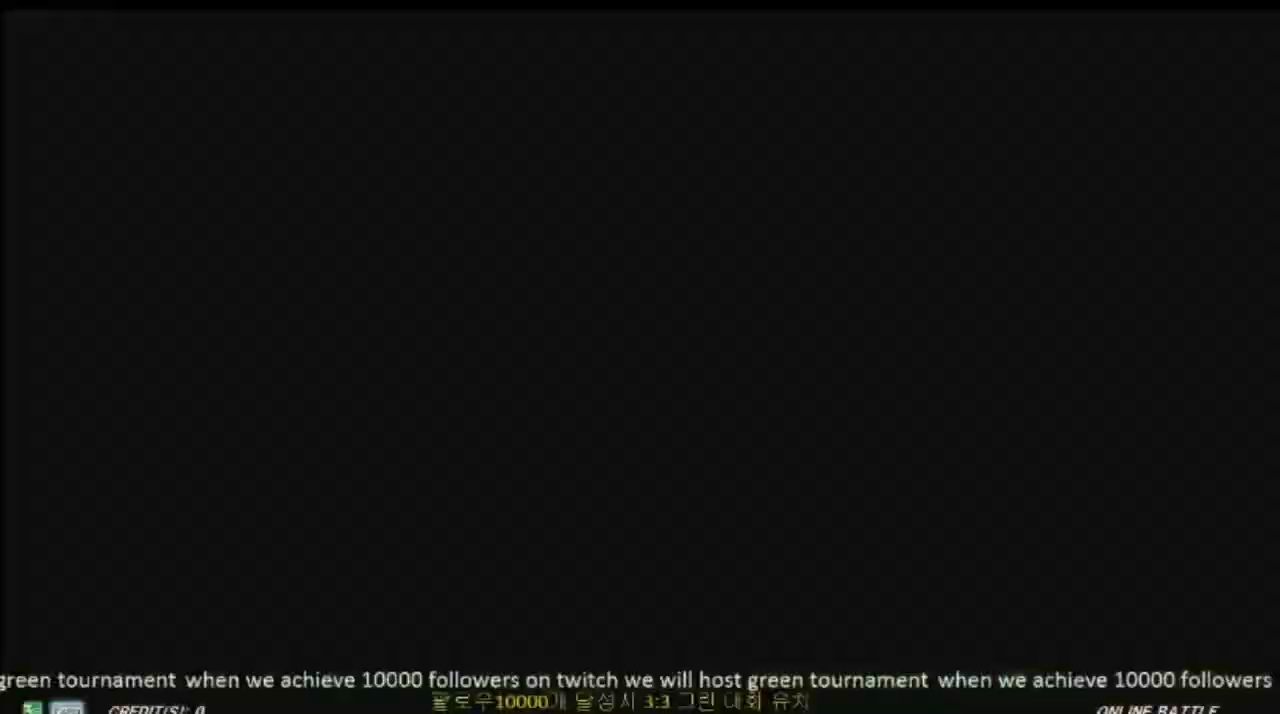 green tournament when we achieve 10000 followers on twitch we will host green tournament when we achieve 10000 followers
팔로우10000개 달성시 3:3 그린 대회 유치
CREDIT(S): 0
ONLINE BATTLE